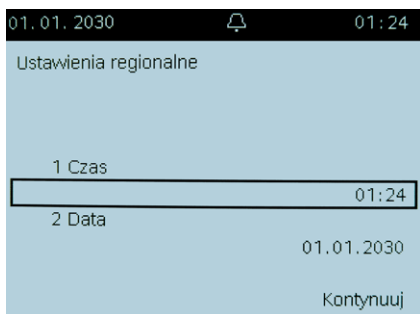 01.01.2030 01:24
Ustawienia regionalne
1 Czas
01:24
2 Data
01.01.2030
Kontynuuj